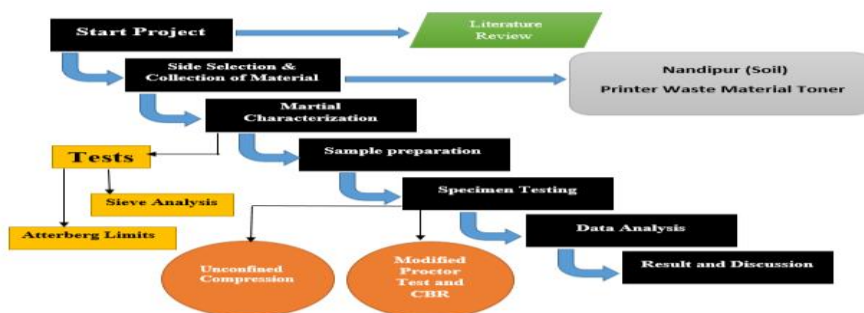 Start Project
Literature
Review
Side Selection &
Collection of Material
Nandipur (Soil)
Printer Waste Material Toner
Martial
Characterization
Tests
Sample preparation
Sieve Analysis
Specimen Testing
Atterberg Limits
Data Analysis
Unconfined
Compression
Modified
Proctor
Test and
CBR
Result and Discussion